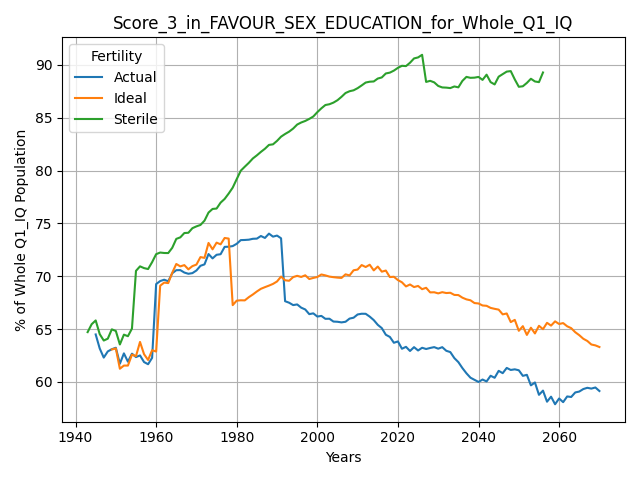 Score_3_in_FAVOUR_SEX_EDUCATION_for_Whole_Q1_IQ
Fertility
Actual
Ideal
Sterile
% of Whole Q1_IQ Population
90
85
80
75
70
65
60
1940
1960
1980
2000
2020
2040
2060
Years